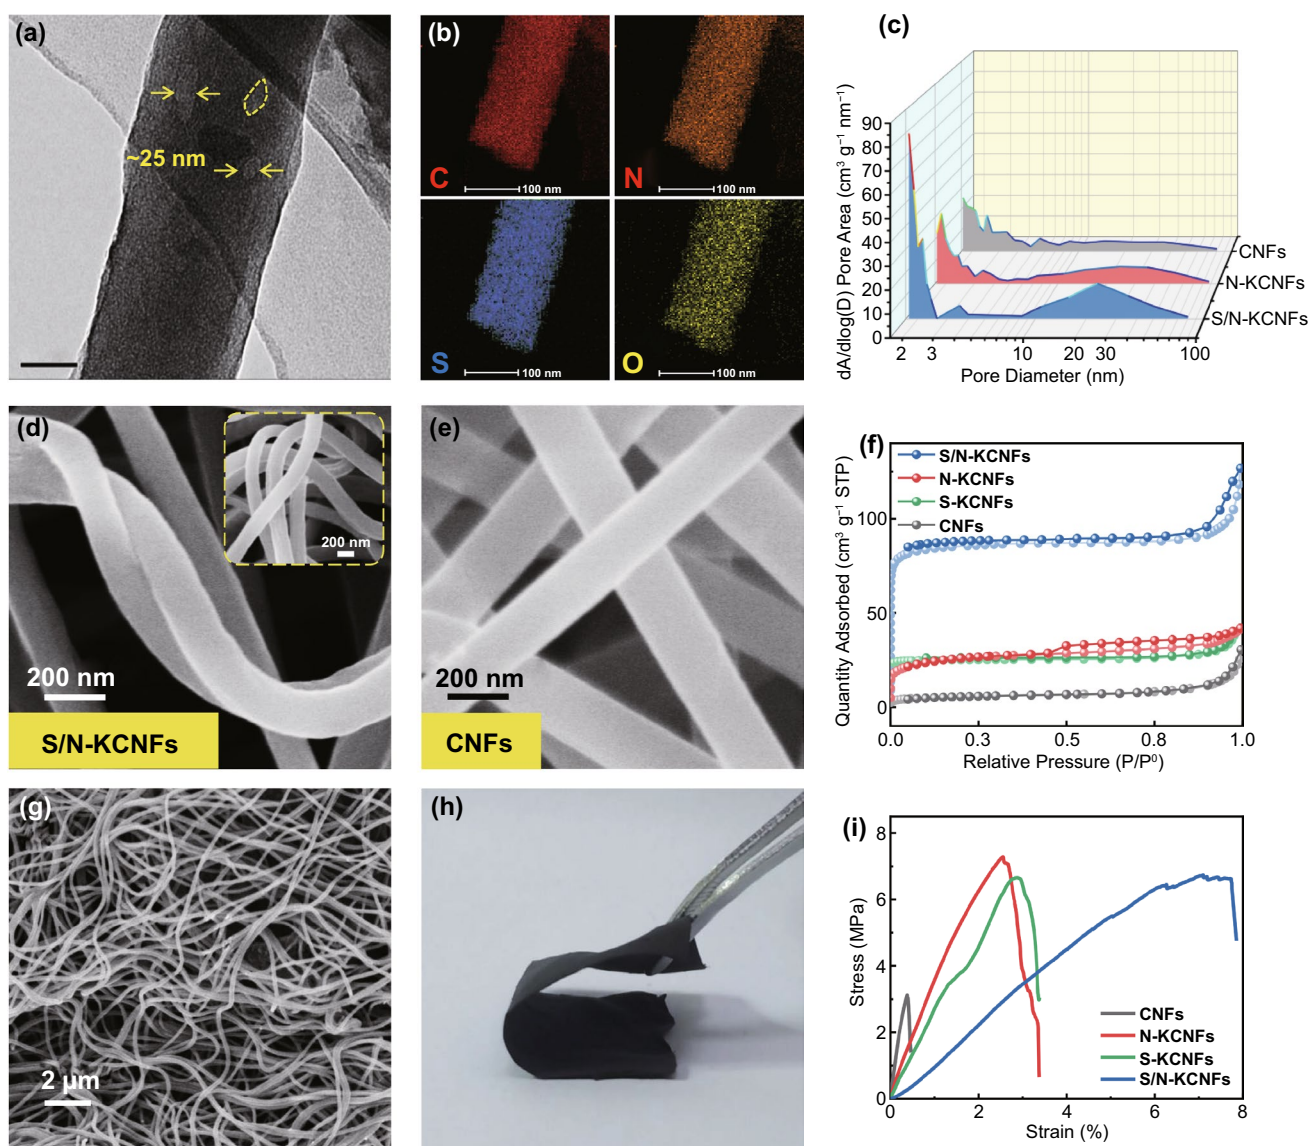 (a)
~25 nm
(b)
C
100 nm
N
100 nm
S
100 nm
O
100 nm
(c)
dA/dlog(D) Pore Area (cm³ g⁻¹ nm⁻¹)
90
80
70
60
50
40
30
20
10
0
2 3 10 20 30 100
Pore Diameter (nm)
CNFs
N-KCNFs
S/N-KCNFs
(d)
200 nm
200 nm
S/N-KCNFs
(e)
200 nm
CNFs
(f)
S/N-KCNFs
N-KCNFs
S-KCNFs
CNFs
Quantity Adsorbed (cm³ g⁻¹ STP)
100
50
0
0.0 0.3 0.5 0.8 1.0
Relative Pressure (P/P⁰)
(g)
2 µm
(h)
(i)
Stress (MPa)
8
6
4
2
0
CNFs
N-KCNFs
S-KCNFs
S/N-KCNFs
0 2 4 6 8
Strain (%)